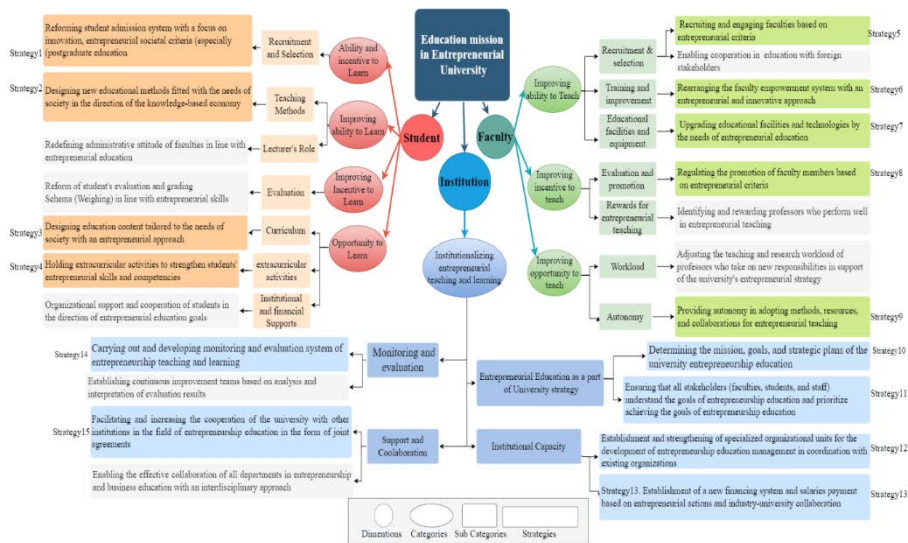 Education mission
in Entrepreneurial
University
Student
Faculty
Institution
Strategy1
Reforming student admission system with a focus on
innovation, entrepreneurial societal criteria (especially
(postgraduate education
Recruitment
and Selection
Ability and
incentive to
Learn
Strategy2
Designing new educational methods fitted with the needs of
society in the direction of the knowledge-based economy
Teaching
Methods
Improving
ability to Learn
Redefining administrative attitude of faculties in line with
entrepreneurial education
Lecturer's Role
Reform of student's evaluation and grading
Schema (Weighing) in line with entrepreneurial skills
Evaluation
Improving
Incentive to
Learn
Strategy3
Designing education content tailored to the needs of
society with an entrepreneurial approach
Curriculum
Opportunity to
Learn
Strategy4
Holding extracurricular activities to strengthen students'
entrepreneurial skills and competencies
extracurricular
activities
Organizational support and cooperation of students in
the direction of entrepreneurial education goals
Institutional
and financial
Supports
Improving
ability to Teach
Recruitment &
selection
Recruiting and engaging faculties based on
entrepreneurial criteria
Strategy5
Enabling cooperation in education with foreign
stakeholders
Training and
improvement
Rearranging the faculty empowerment system with an
entrepreneurial and innovative approach
Strategy6
Educational
facilities and
equipment
Upgrading educational facilities and technologies by
the needs of entrepreneurial education
Strategy7
Improving
incentive to
teach
Evaluation and
promotion
Regulating the promotion of faculty members based
on entrepreneurial criteria
Strategy8
Rewards for
entrepreneurial
teaching
Identifying and rewarding professors who perform well
in entrepreneurial teaching
Improving
opportunity to
teach
Workload
Adjusting the teaching and research workload of
professors who take on new responsibilities in support
of the university's entrepreneurial strategy
Autonomy
Providing autonomy in adopting methods, resources,
and collaborations for entrepreneurial teaching
Strategy9
Institutionalizing
entrepreneurial
teaching and learning
Strategy14
Carrying out and developing monitoring and evaluation system of
entrepreneurship teaching and learning
Monitoring and
evaluation
Establishing continuous improvement teams based on analysis and
interpretation of evaluation results
Strategy15
Facilitating and increasing the cooperation of the university with other
institutions in the field of entrepreneurship education in the form of joint
agreements
Support and
Coolaboration
Enabling the effective collaboration of all departments in entrepreneurship
and business education with an interdisciplinary approach
Entrepreneurial Education as a part
of University strategy
Determining the mission, goals, and strategic plans of the
university entrepreneurship education
Strategy10
Ensuring that all stakeholders (faculties, students, and staff)
understand the goals of entrepreneurship education and prioritize
achieving the goals of entrepreneurship education
Strategy11
Institutional Capacity
Establishment and strengthening of specialized organizational units for the
development of entrepreneurship education management in coordination with
existing organizations
Strategy12
Strategy13. Establishment of a new financing system and salaries payment
based on entrepreneurial actions and industry-university collaboration
Strategy13
Dimentions
Categories
Sub Categories
Strategies